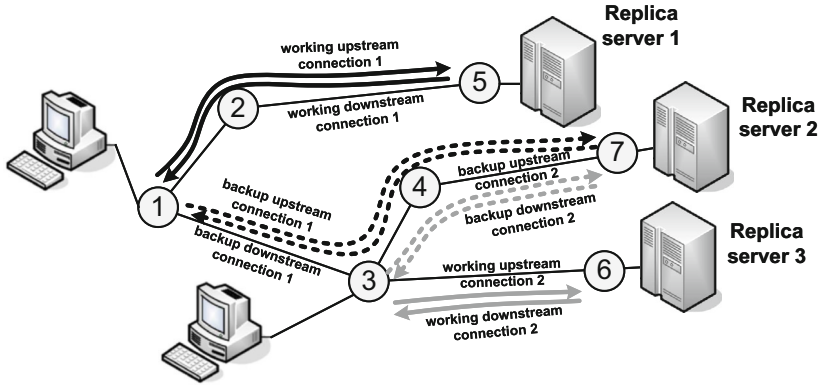 Replica
server 1
working upstream
connection 1
5
2
working downstream
connection 1
Replica
server 2
7
backup upstream
connection 2
4
backup upstream
connection 1
1
backup downstream
connection 2
backup downstream
connection 1
Replica
server 3
3
working upstream
connection 2
6
working downstream
connection 2